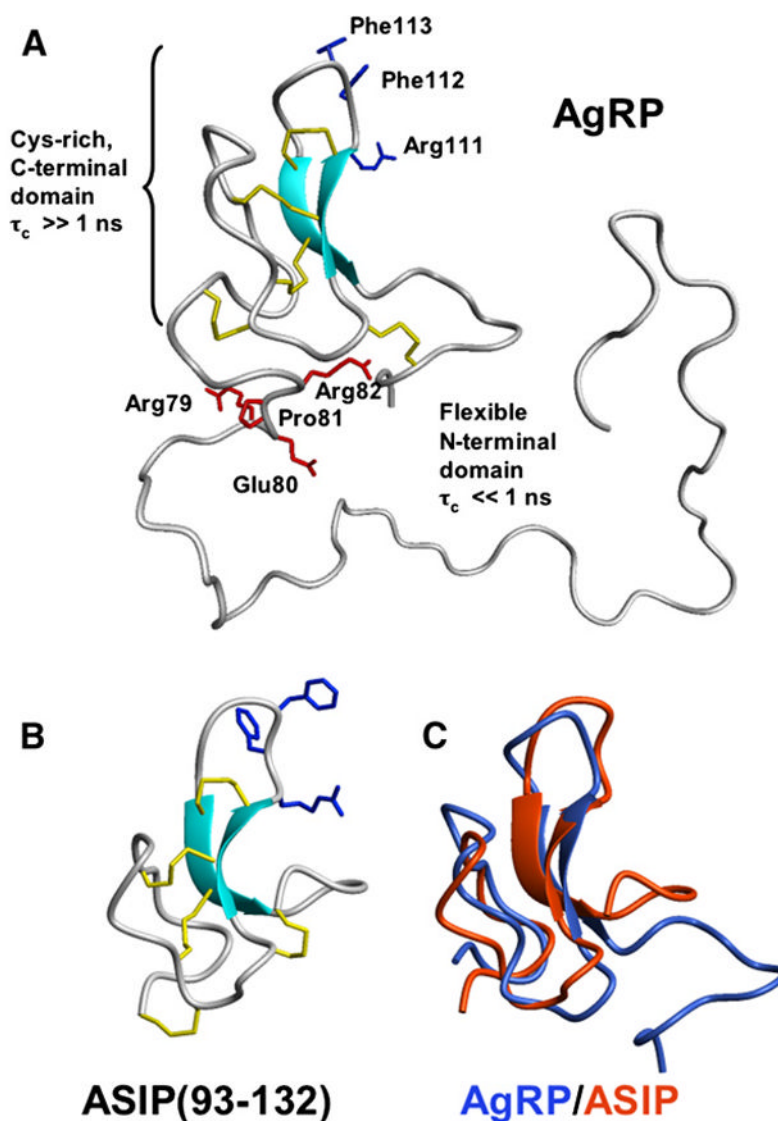 A
Phe113
Phe112
Arg111
AgRP
Cys-rich,
C-terminal
domain
τc >> 1 ns
Arg79
Arg82
Pro81
Glu80
Flexible
N-terminal
domain
τc << 1 ns
B
C
ASIP(93-132)
AgRP/ASIP